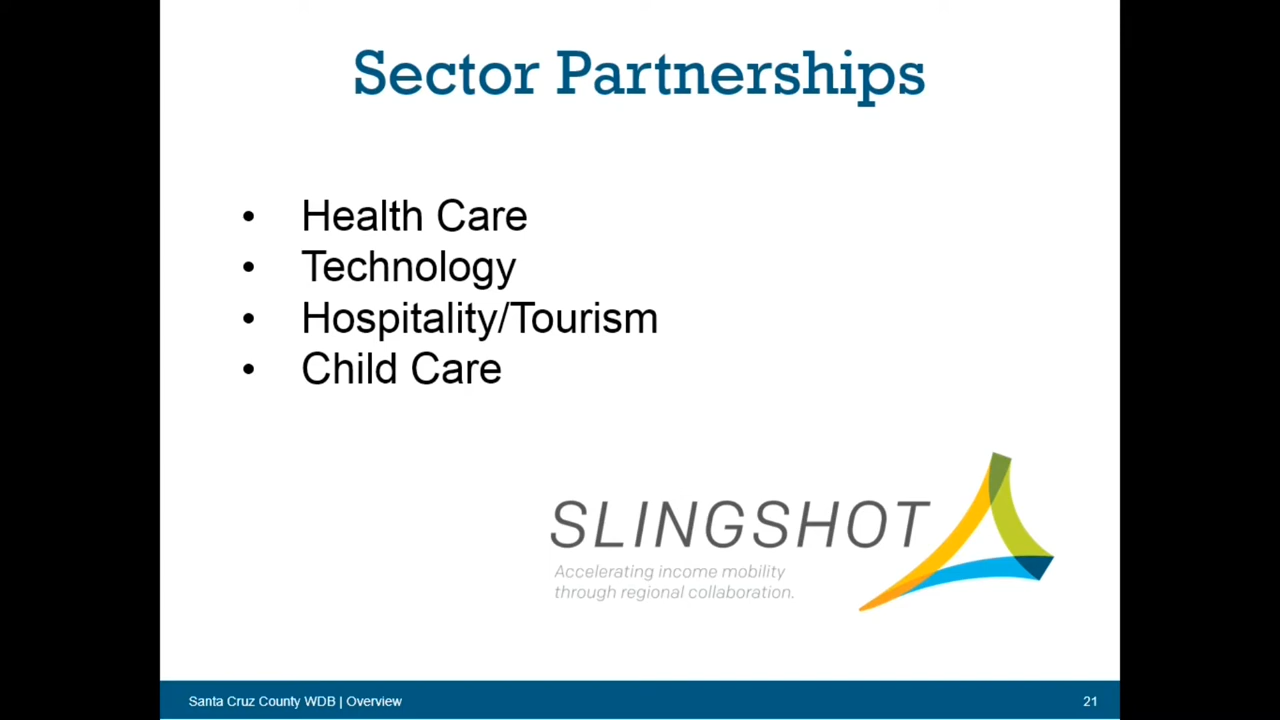 Sector Partnerships
• Health Care
• Technology
• Hospitality/Tourism
• Child Care
SLINGSHOT
Accelerating income mobility
through regional collaboration.
Santa Cruz County WDB | Overview
21